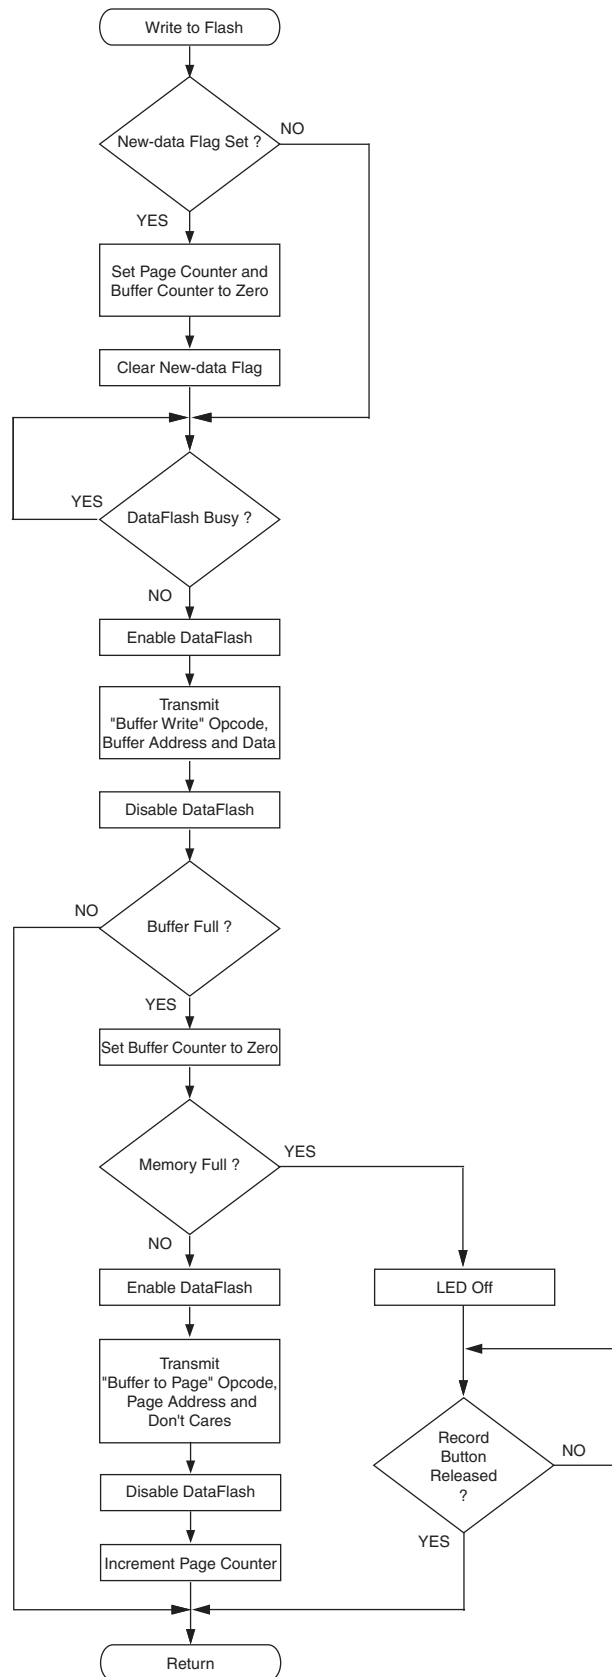 Write to Flash
New-data Flag Set ?
NO
YES
Set Page Counter and
Buffer Counter to Zero
Clear New-data Flag
YES
DataFlash Busy ?
NO
Enable DataFlash
Transmit
"Buffer Write" Opcode,
Buffer Address and Data
Disable DataFlash
NO
Buffer Full ?
YES
Set Buffer Counter to Zero
Memory Full ?
YES
NO
Enable DataFlash
LED Off
Transmit
"Buffer to Page" Opcode,
Page Address and
Don't Cares
Record
Button
Released
?
NO
Disable DataFlash
YES
Increment Page Counter
Return